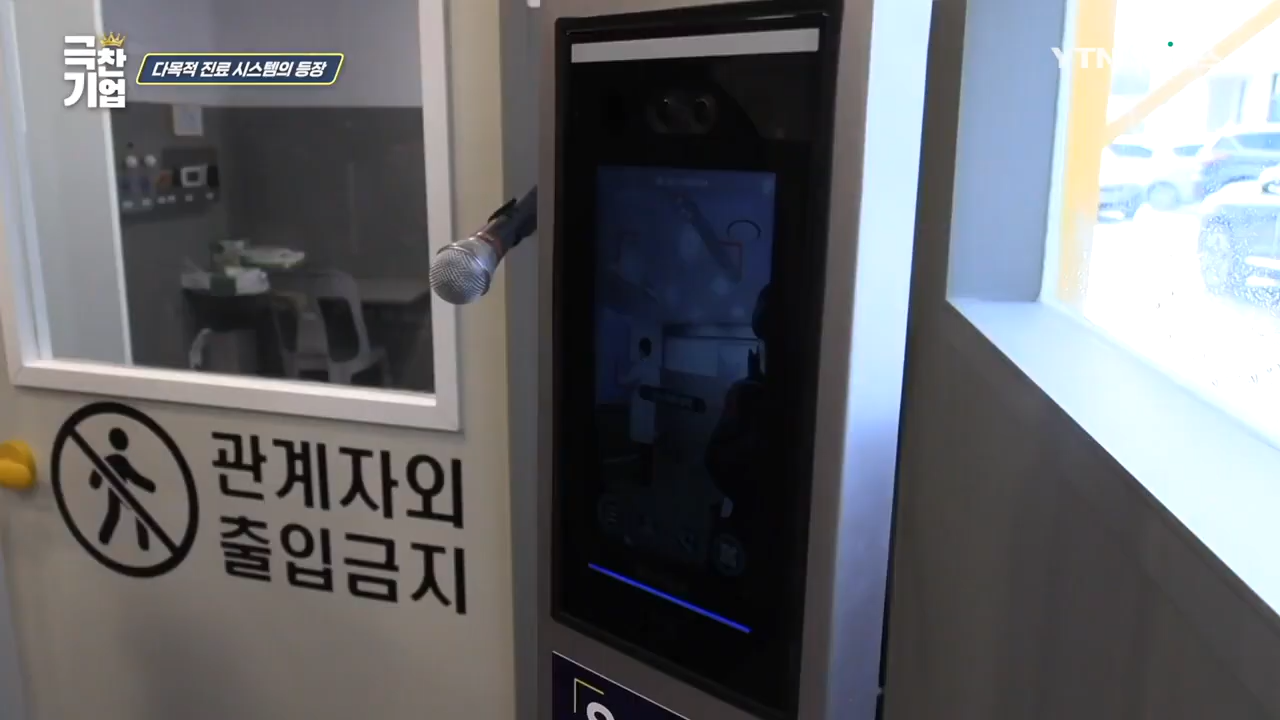 극찬
기업
다목적 진료 시스템의 등장
YTN
관계자외
출입금지